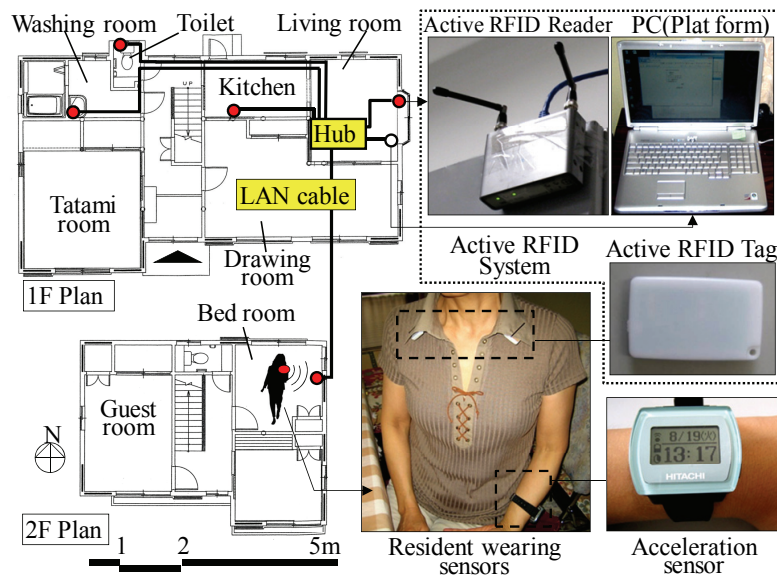 Washing room
Toilet
Living room
Active RFID Reader
PC(Plat form)
UP
Kitchen
Hub
LAN cable
Tatami
room
Drawing
room
Active RFID
System
Active RFID Tag
1F Plan
Bed room
Guest
room
N
8/19(火)
13:17
HITACHI
2F Plan
1 2 5m
Resident wearing
sensors
Acceleration
sensor